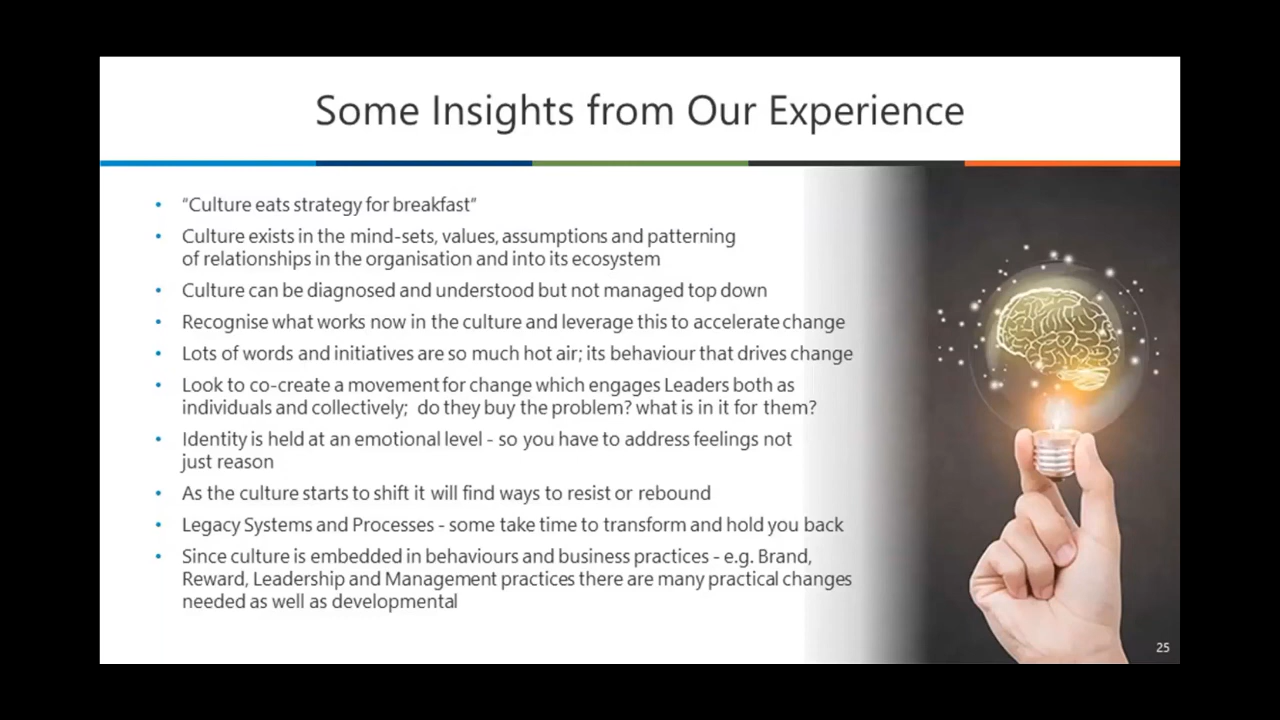 Some Insights from Our Experience
• "Culture eats strategy for breakfast"
• Culture exists in the mind-sets, values, assumptions and patterning
of relationships in the organisation and into its ecosystem
• Culture can be diagnosed and understood but not managed top down
• Recognise what works now in the culture and leverage this to accelerate change
• Lots of words and initiatives are so much hot air; its behaviour that drives change
• Look to co-create a movement for change which engages Leaders both as
individuals and collectively; do they buy the problem? what is in it for them?
• Identity is held at an emotional level - so you have to address feelings not
just reason
• As the culture starts to shift it will find ways to resist or rebound
• Legacy Systems and Processes - some take time to transform and hold you back
• Since culture is embedded in behaviours and business practices - e.g. Brand,
Reward, Leadership and Management practices there are many practical changes
needed as well as developmental
25